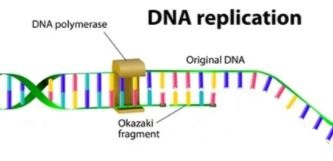 DNA replication
DNA polymerase
Original DNA
Okazaki
fragment